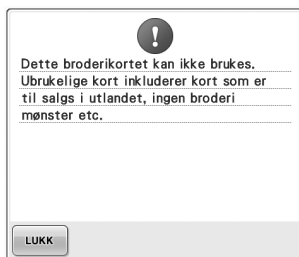 Dette broderikortet kan ikke brukes.
Ubrukelige kort inkluderer kort som er
til salgs i utlandet, ingen broderi
mønster etc.
LUKK